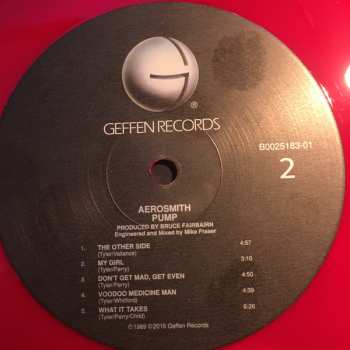 G
®
GEFFEN RECORDS
B0025183-01
2
AEROSMITH
PUMP
PRODUCED BY BRUCE FAIRBAIRN
Engineered and Mixed by Mike Fraser
1. THE OTHER SIDE 4:57
(Tyler/Vallance)
2. MY GIRL 3:10
(Tyler/Perry)
3. DON'T GET MAD, GET EVEN 4:50
(Tyler/Perry)
4. VOODOO MEDICINE MAN 4:39
(Tyler/Whitford)
5. WHAT IT TAKES 6:28
(Tyler/Perry/Child)
℗ 1989 © 2016 Geffen Records